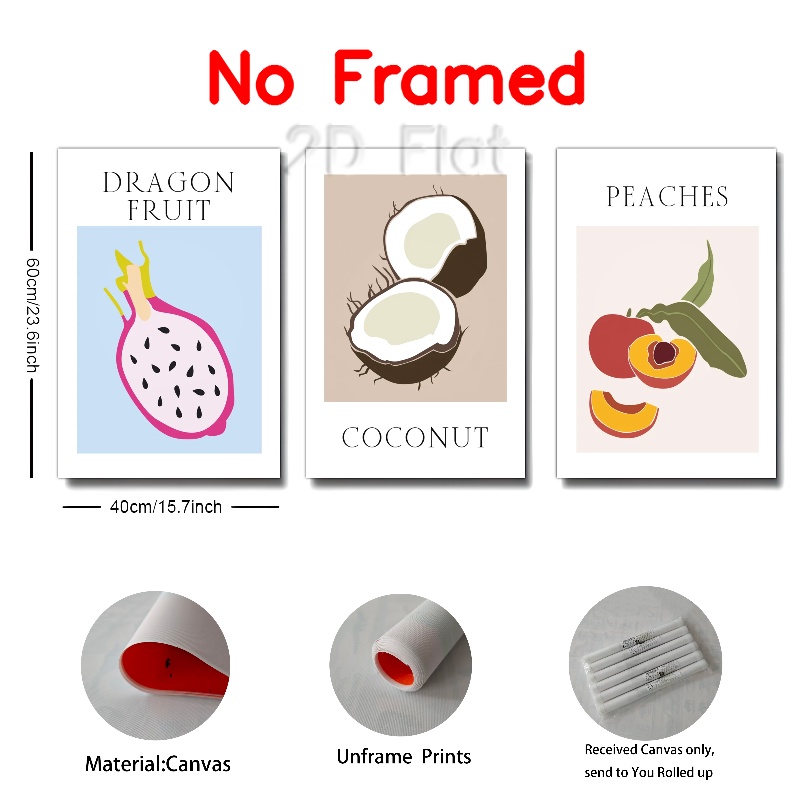 No Framed
2D Flat
DRAGON
FRUIT
COCONUT
PEACHES
60cm/23.6inch
40cm/15.7inch
Material:Canvas
Unframe Prints
Received Canvas only,
send to You Rolled up